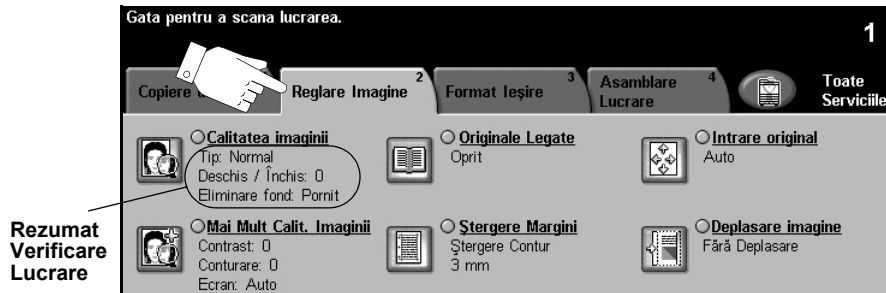 Gata pentru a scana lucrarea.
1
Copiere
Reglare Imagine 2
Format Ieşire 3
Asamblare Lucrare 4
Toate Serviciile
Calitatea imaginii
Tip: Normal
Deschis / Închis: 0
Eliminare fond: Pornit
Originale Legate
Oprit
Intrare original
Auto
Rezumat
Verificare
Lucrare
Mai Mult Calit. Imaginii
Contrast: 0
Conturare: 0
Ecran: Auto
Ştergere Margini
Ştergere Contur
3 mm
Deplasare imagine
Fără Deplasare